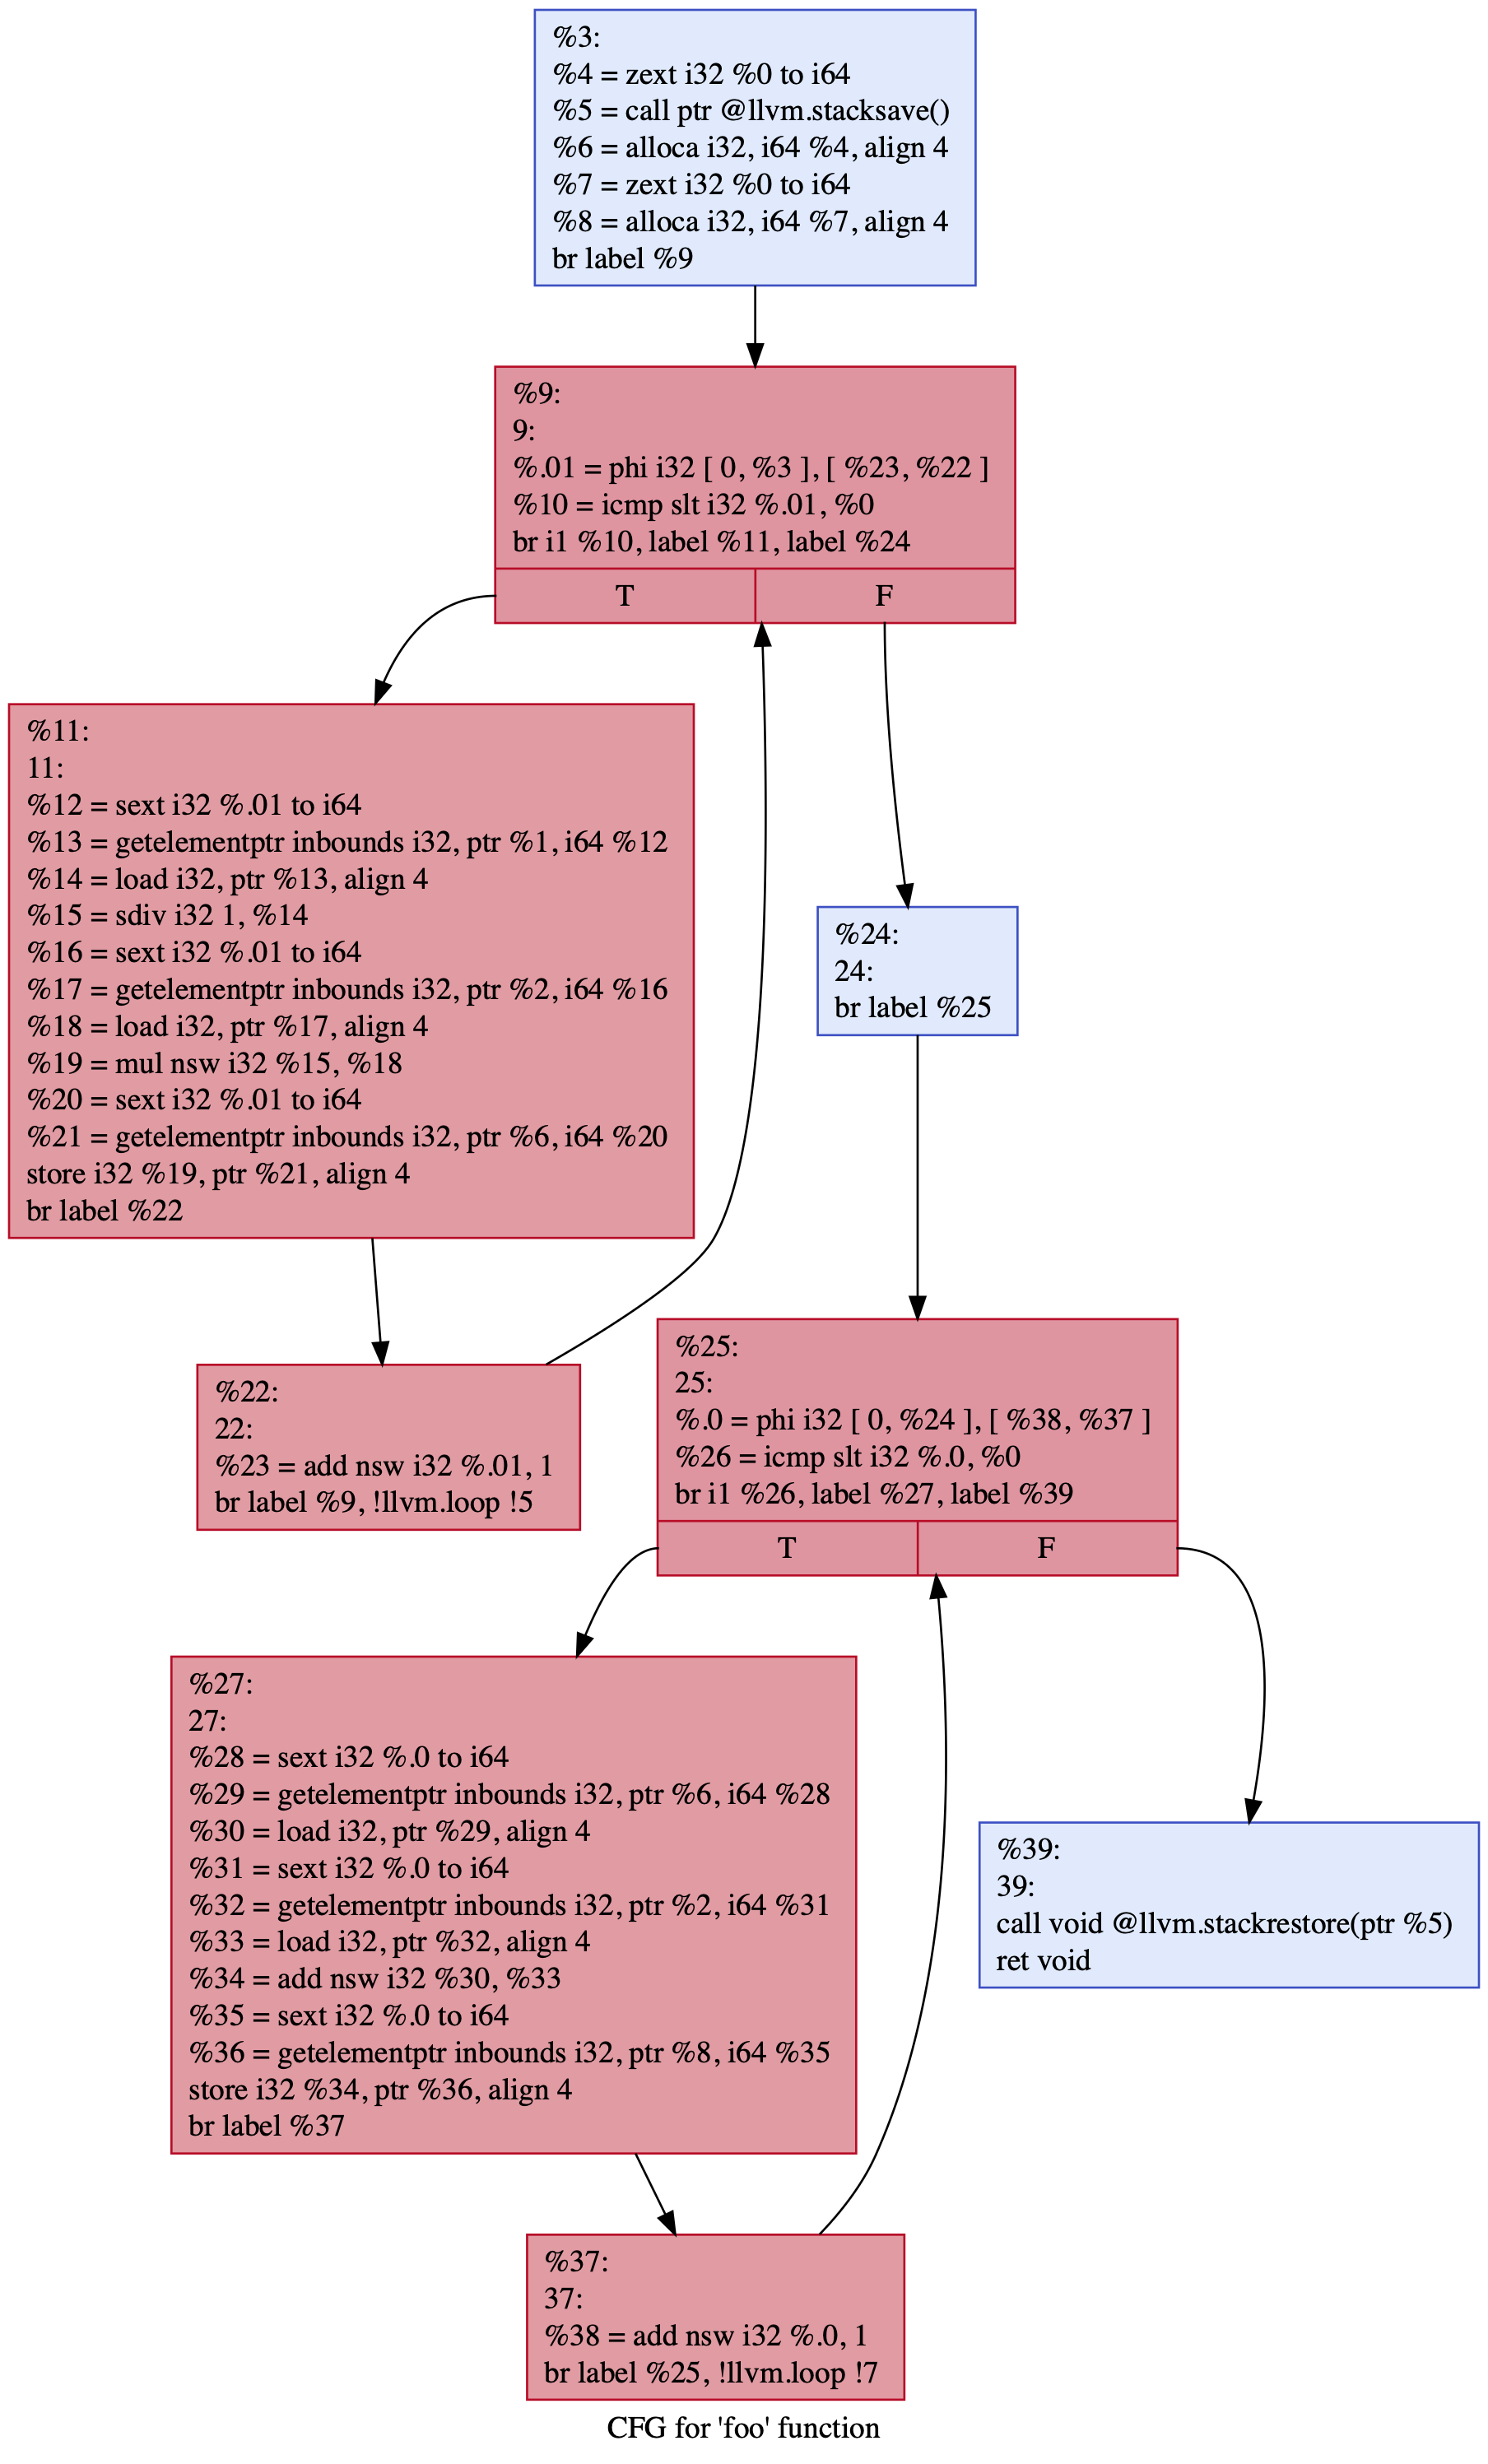 %3:
%4 = zext i32 %0 to i64
%5 = call ptr @llvm.stacksave()
%6 = alloca i32, i64 %4, align 4
%7 = zext i32 %0 to i64
%8 = alloca i32, i64 %7, align 4
br label %9
%9:
9:
%.01 = phi i32 [ 0, %3 ], [ %23, %22 ]
%10 = icmp slt i32 %.01, %0
br i1 %10, label %11, label %24
T F
%11:
11:
%12 = sext i32 %.01 to i64
%13 = getelementptr inbounds i32, ptr %1, i64 %12
%14 = load i32, ptr %13, align 4
%15 = sdiv i32 1, %14
%16 = sext i32 %.01 to i64
%17 = getelementptr inbounds i32, ptr %2, i64 %16
%18 = load i32, ptr %17, align 4
%19 = mul nsw i32 %15, %18
%20 = sext i32 %.01 to i64
%21 = getelementptr inbounds i32, ptr %6, i64 %20
store i32 %19, ptr %21, align 4
br label %22
%22:
22:
%23 = add nsw i32 %.01, 1
br label %9, !llvm.loop !5
%24:
24:
br label %25
%25:
25:
%.0 = phi i32 [ 0, %24 ], [ %38, %37 ]
%26 = icmp slt i32 %.0, %0
br i1 %26, label %27, label %39
T F
%27:
27:
%28 = sext i32 %.0 to i64
%29 = getelementptr inbounds i32, ptr %6, i64 %28
%30 = load i32, ptr %29, align 4
%31 = sext i32 %.0 to i64
%32 = getelementptr inbounds i32, ptr %2, i64 %31
%33 = load i32, ptr %32, align 4
%34 = add nsw i32 %30, %33
%35 = sext i32 %.0 to i64
%36 = getelementptr inbounds i32, ptr %8, i64 %35
store i32 %34, ptr %36, align 4
br label %37
%39:
39:
call void @llvm.stackrestore(ptr %5)
ret void
%37:
37:
%38 = add nsw i32 %.0, 1
br label %25, !llvm.loop !7
CFG for 'foo' function